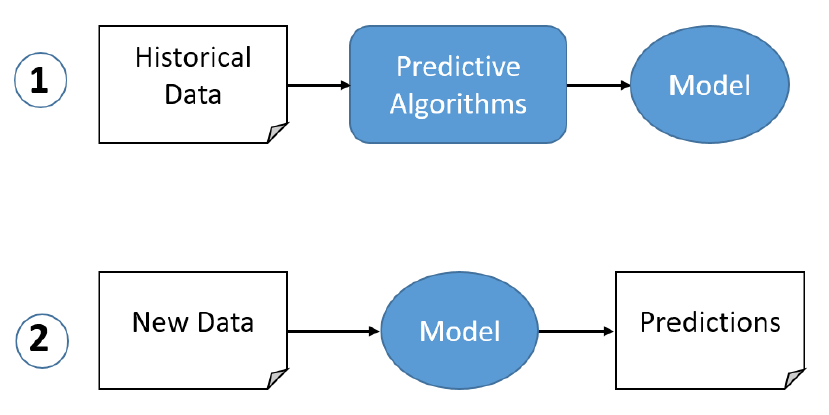 1
Historical
Data
Predictive
Algorithms
Model
2
New Data
Model
Predictions